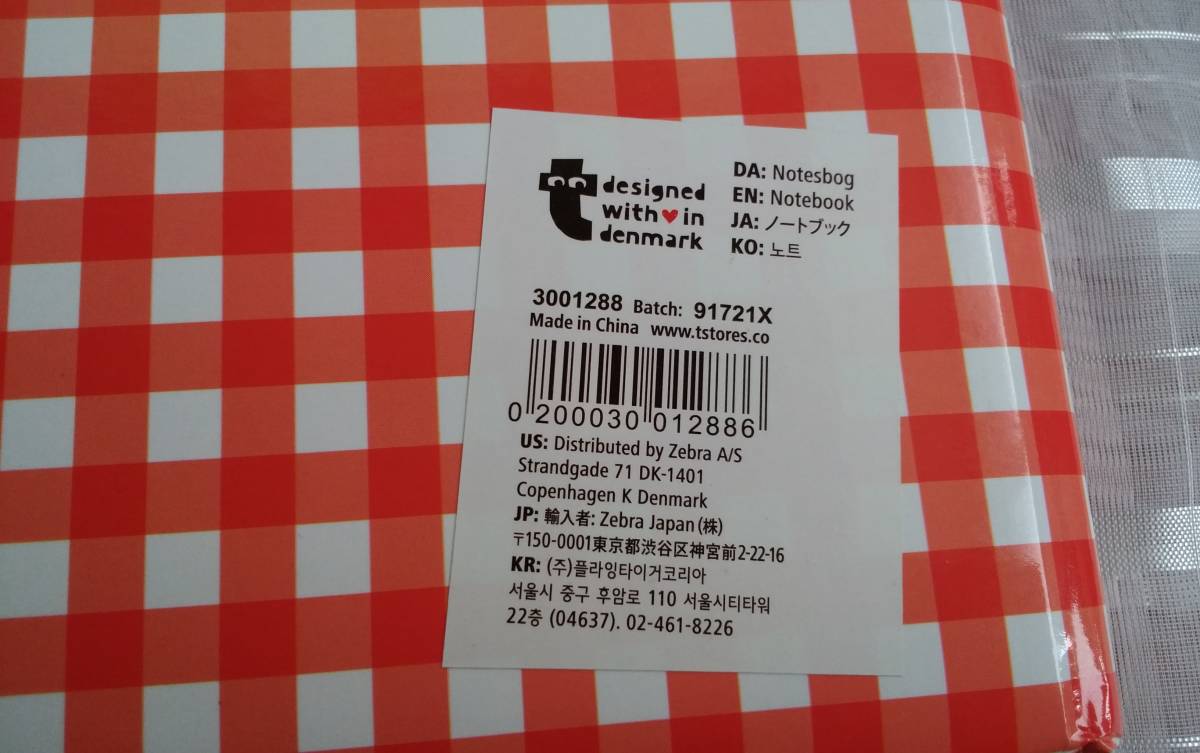 designed
with♥in
denmark
DA: Notesbog
EN: Notebook
JA: ノートブック
KO: 노트
3001288 Batch: 91721X
Made in China www.tstores.co
0 200030 012886
US: Distributed by Zebra A/S
Strandgade 71 DK-1401
Copenhagen K Denmark
JP: 輸入者: Zebra Japan (株)
〒150-0001東京都渋谷区神宮前2-22-16
KR: (주)플라잉타이거코리아
서울시 중구 후암로 110 서울시티타워
22층 (04637). 02-461-8226